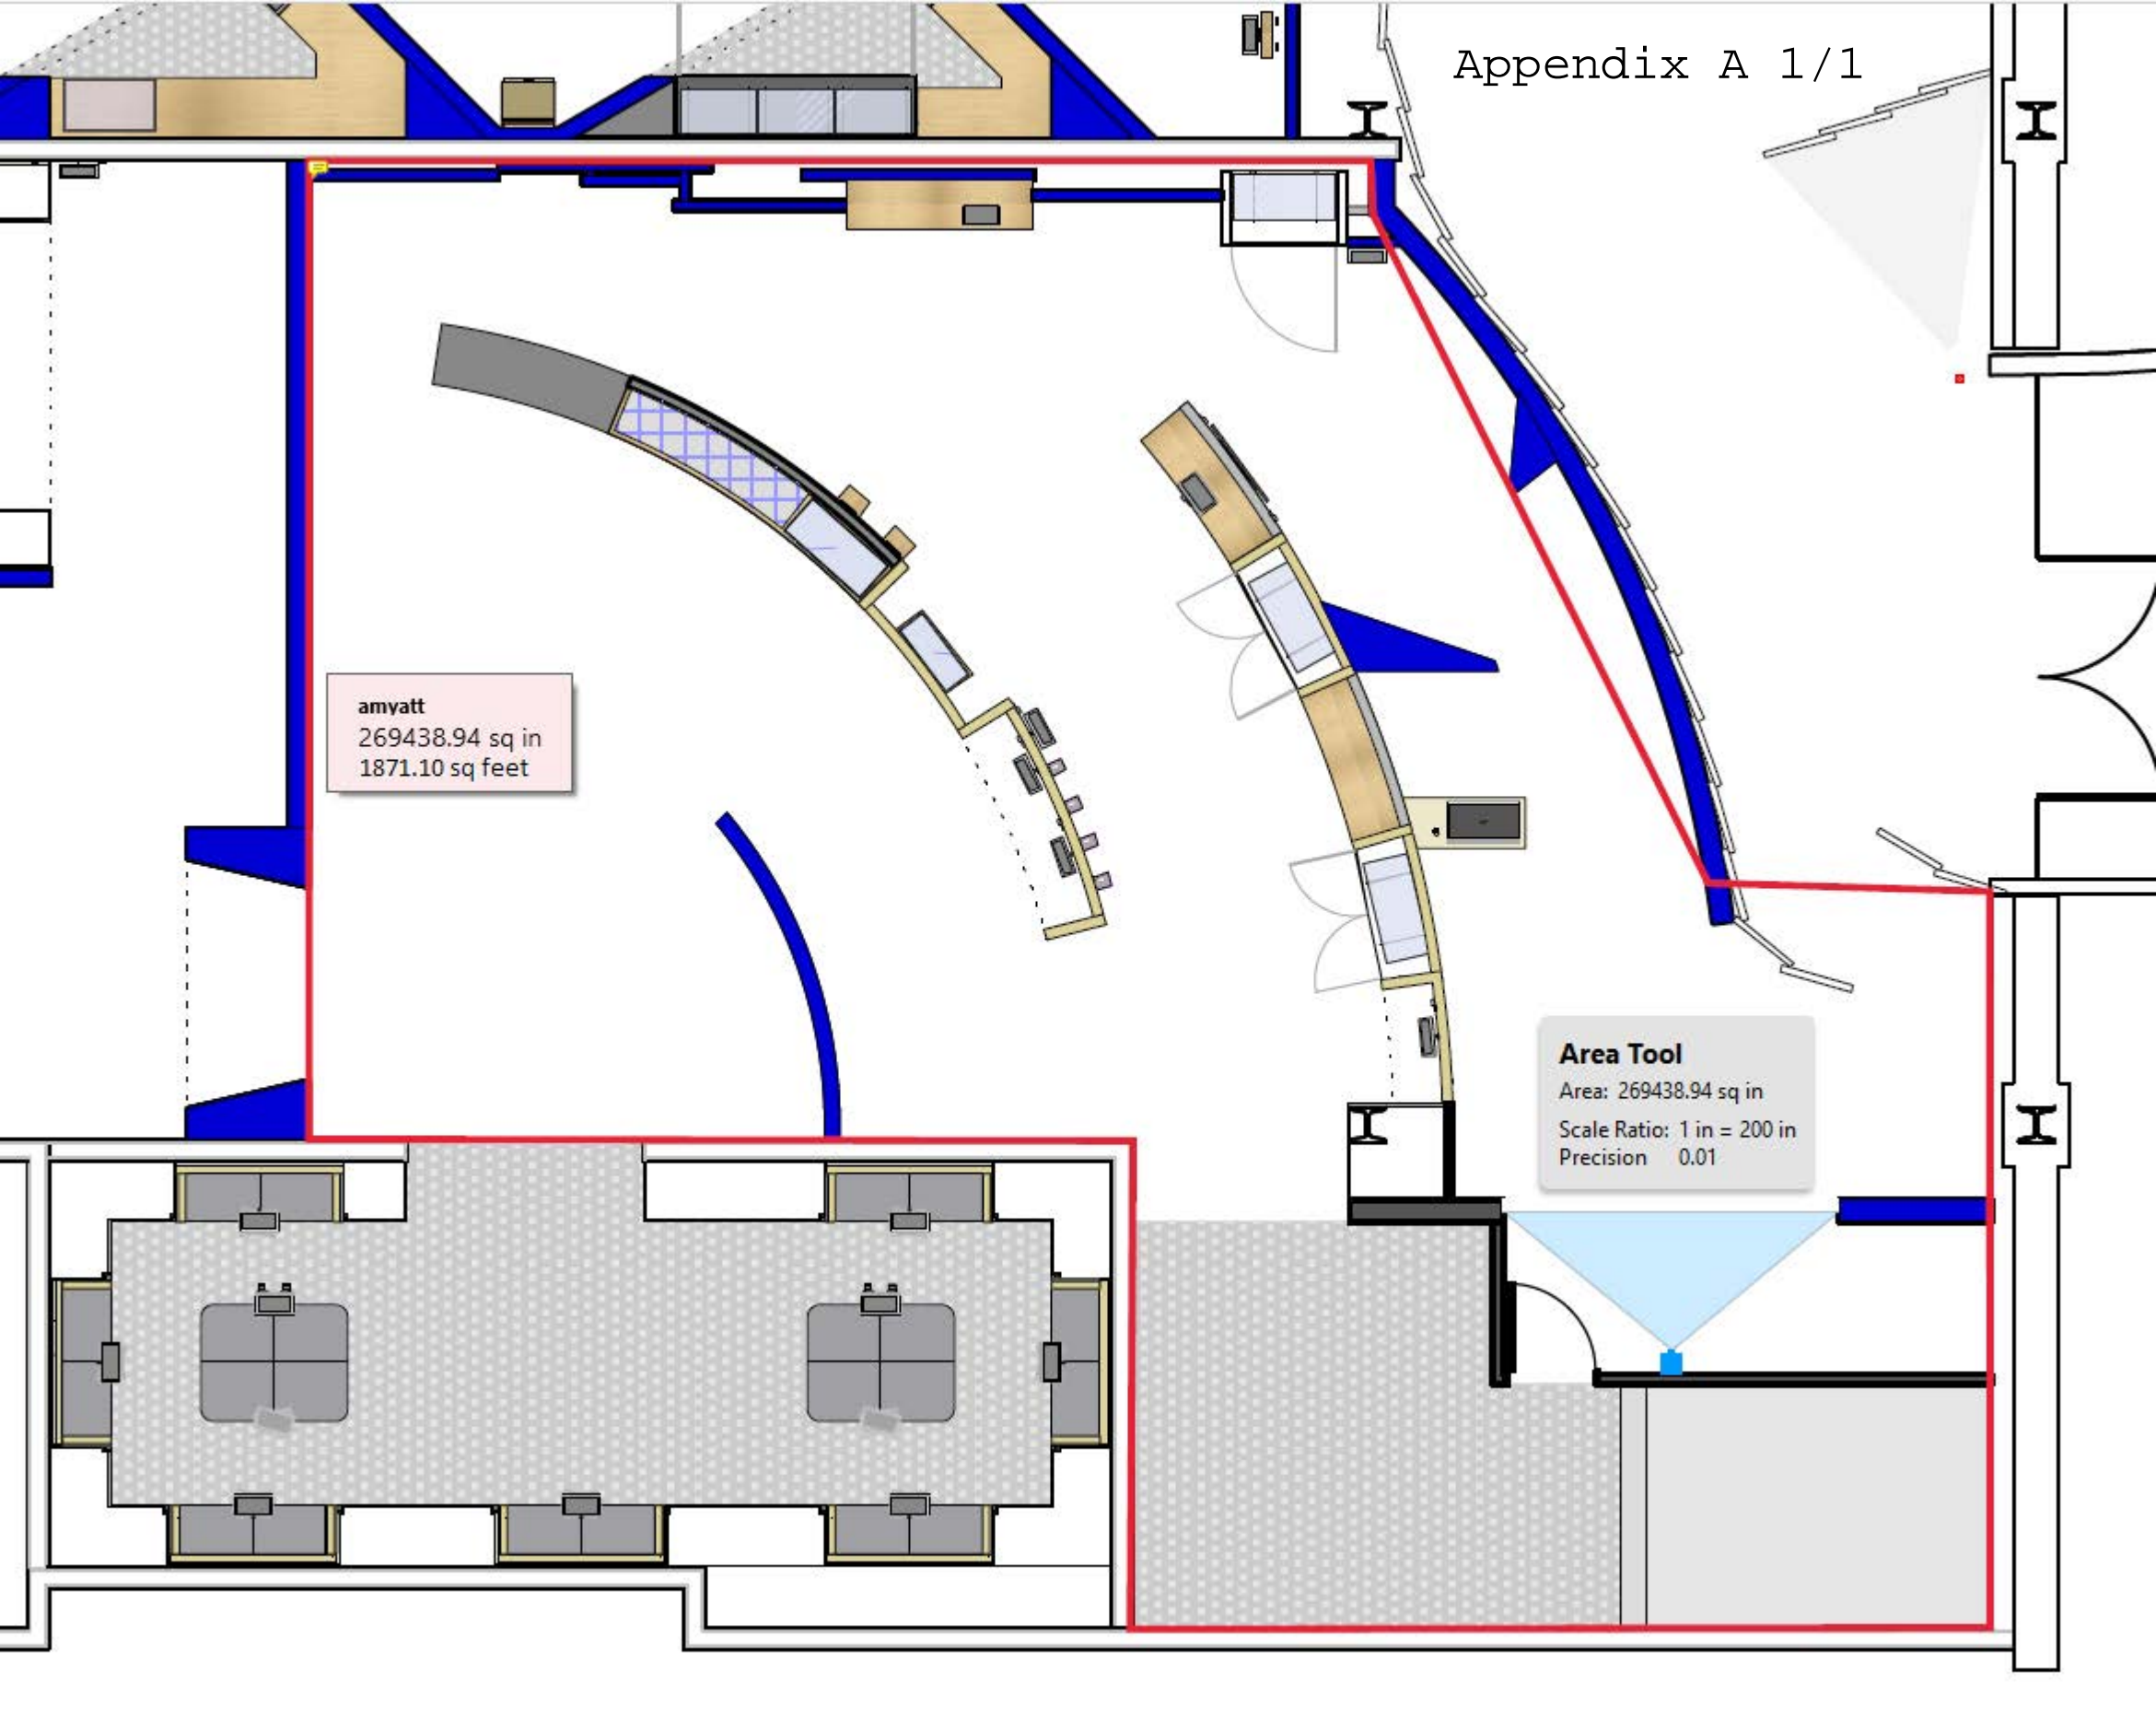 Appendix A 1/1
amyatt
269438.94 sq in
1871.10 sq feet
Area Tool
Area: 269438.94 sq in
Scale Ratio: 1 in = 200 in
Precision 0.01